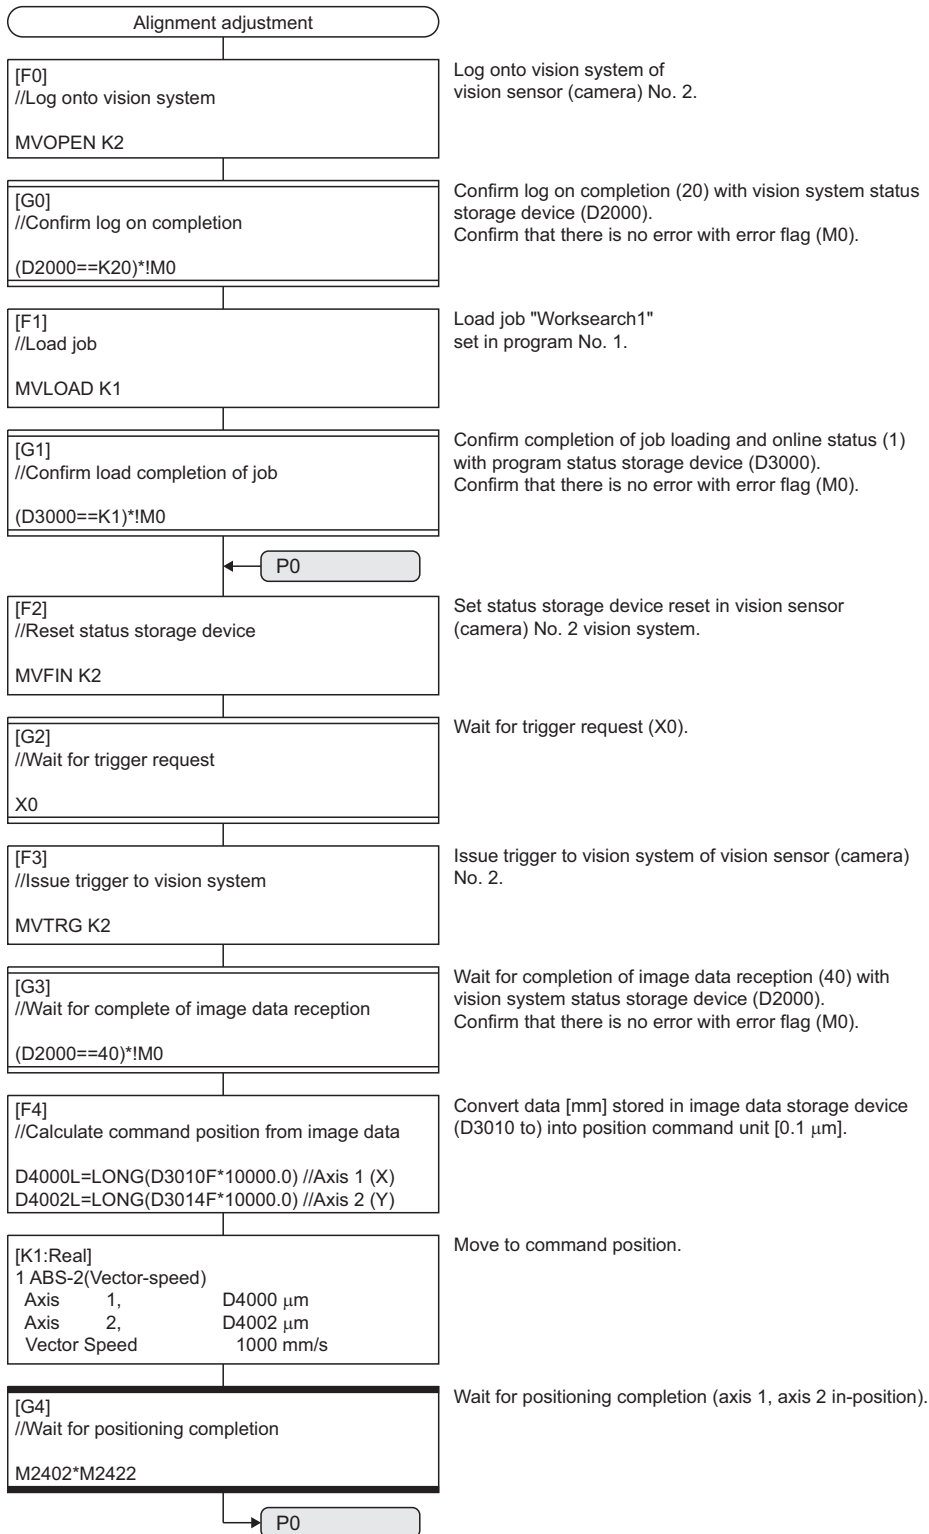 Alignment adjustment
[F0]
//Log onto vision system
MVOPEN K2
Log onto vision system of
vision sensor (camera) No. 2.
[G0]
//Confirm log on completion
(D2000==K20)*!M0
Confirm log on completion (20) with vision system status
storage device (D2000).
Confirm that there is no error with error flag (M0).
[F1]
//Load job
MVLOAD K1
Load job "Worksearch1"
set in program No. 1.
[G1]
//Confirm load completion of job
(D3000==K1)*!M0
Confirm completion of job loading and online status (1)
with program status storage device (D3000).
Confirm that there is no error with error flag (M0).
P0
[F2]
//Reset status storage device
MVFIN K2
Set status storage device reset in vision sensor
(camera) No. 2 vision system.
[G2]
//Wait for trigger request
X0
Wait for trigger request (X0).
[F3]
//Issue trigger to vision system
MVTRG K2
Issue trigger to vision system of vision sensor (camera)
No. 2.
[G3]
//Wait for complete of image data reception
(D2000==40)*!M0
Wait for completion of image data reception (40) with
vision system status storage device (D2000).
Confirm that there is no error with error flag (M0).
[F4]
//Calculate command position from image data
D4000L=LONG(D3010F*10000.0) //Axis 1 (X)
D4002L=LONG(D3014F*10000.0) //Axis 2 (Y)
Convert data [mm] stored in image data storage device
(D3010 to) into position command unit [0.1 μm].
[K1:Real]
1 ABS-2(Vector-speed)
Axis 1, D4000 μm
Axis 2, D4002 μm
Vector Speed 1000 mm/s
Move to command position.
[G4]
//Wait for positioning completion
M2402*M2422
Wait for positioning completion (axis 1, axis 2 in-position).
P0